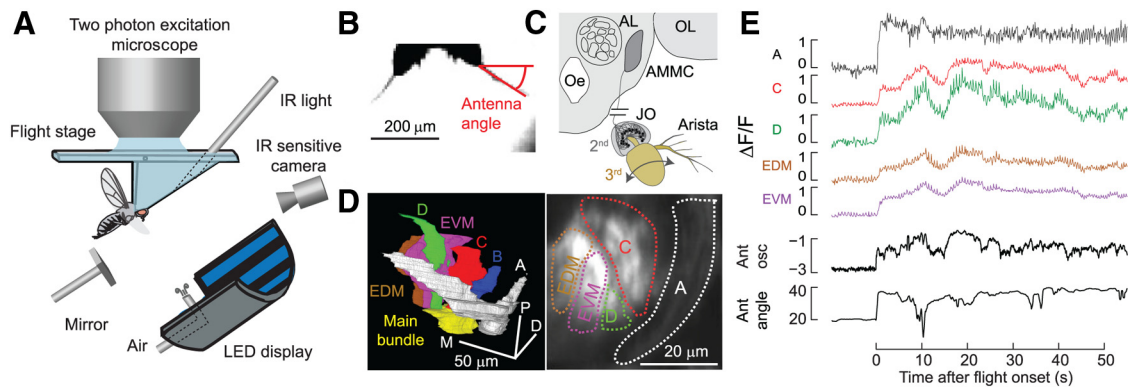 A
Two photon excitation
microscope
IR light
Flight stage
IR sensitive
camera
Mirror
Air
LED display
B
Antenna
angle
200 μm
C
AL
OL
Oe
AMMC
JO
2nd
Arista
3rd
D
D
EVM
C
B
A
EDM
P
D
Main
bundle
M
50 μm
EDM
EVM
D
C
A
20 μm
E
ΔF/F
A
1
0
C
1
0
D
1
0
EDM
1
0
EVM
1
0
Ant
osc
−1
−3
Ant
angle
40
20
0 10 20 30 40 50
Time after flight onset (s)